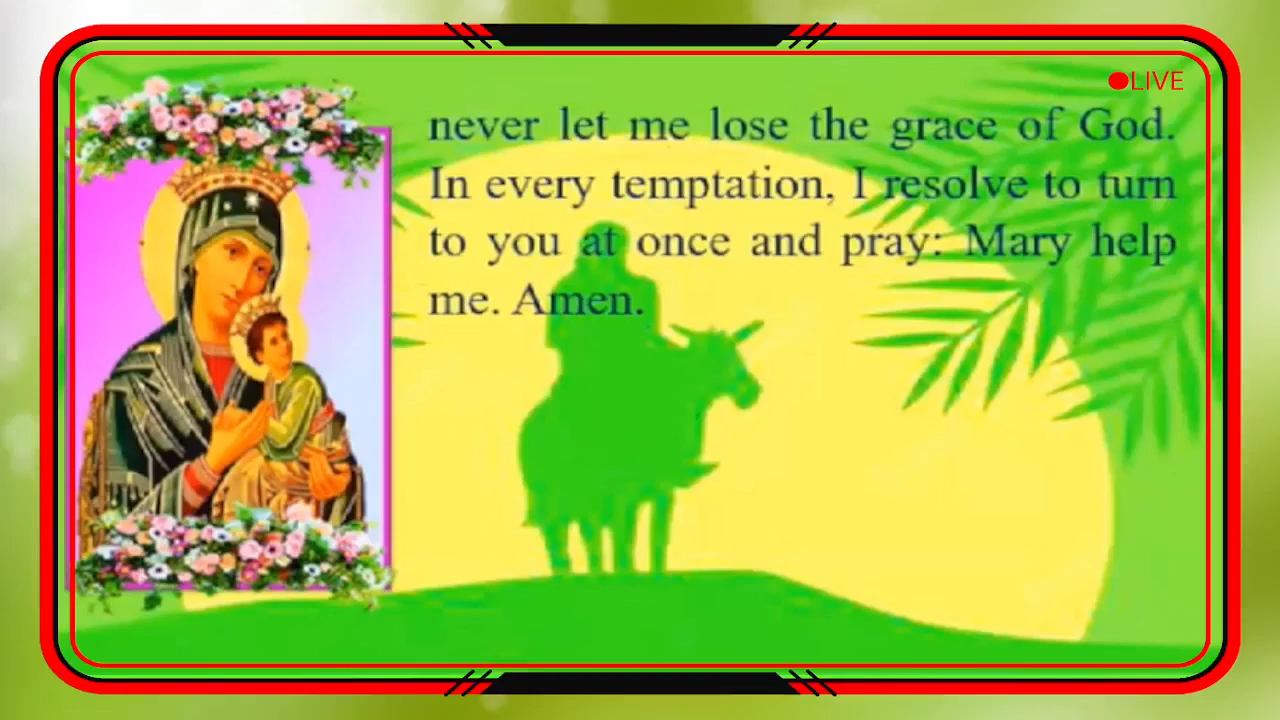 LIVE
never let me lose the grace of God.
In every temptation, I resolve to turn
to you at once and pray: Mary help
me. Amen.